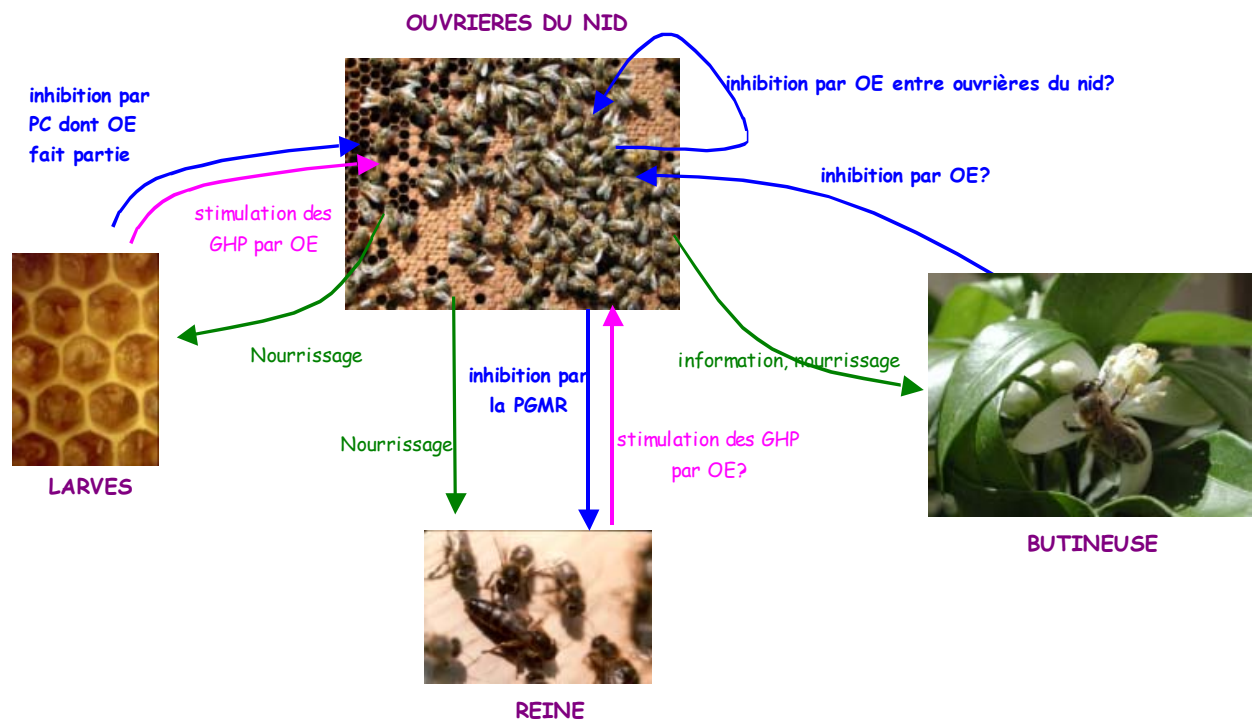 OUVRIERES DU NID
inhibition par
PC dont OE
fait partie
inhibition par OE entre ouvrières du nid?
inhibition par OE?
stimulation des
GHP par OE
Nourrissage
inhibition par
la PGMR
information, nourrissage
Nourrissage
stimulation des GHP
par OE?
LARVES
BUTINEUSE
REINE